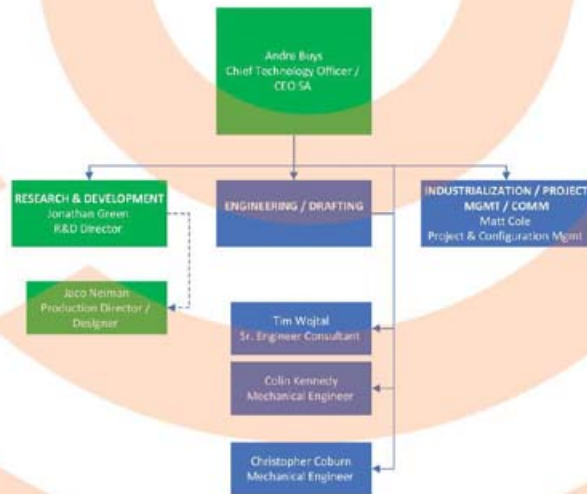 Andre Buys
Chief Technology Officer /
CEO SA
RESEARCH & DEVELOPMENT
Jonathan Green
R&D Director
ENGINEERING / DRAFTING
INDUSTRIALIZATION / PROJECT
MGMT / COMM
Matt Cole
Project & Configuration Mgmt
Jaco Neiman
Production Director /
Designer
Tim Wojtal
Sr. Engineer Consultant
Colin Kennedy
Mechanical Engineer
Christopher Coburn
Mechanical Engineer